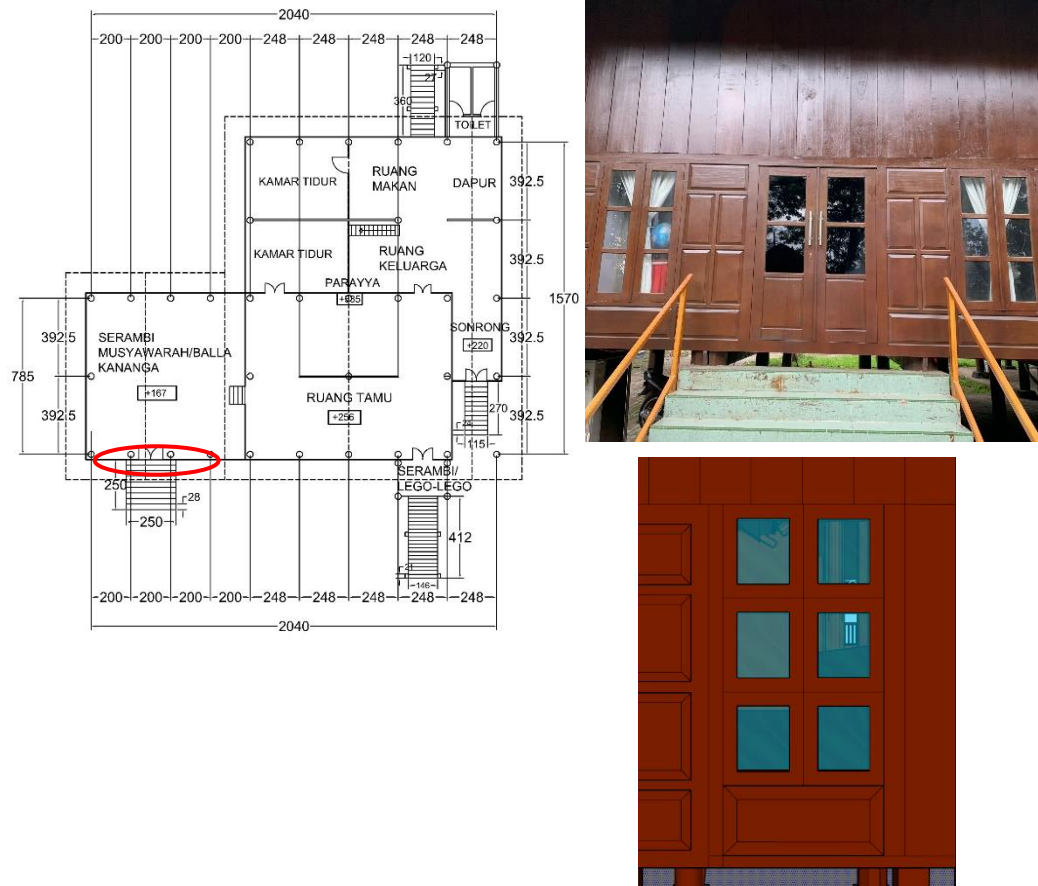 2040
200 200 200 200 248 248 248 248 248
120
27
360
TOILET
KAMAR TIDUR
RUANG
MAKAN
DAPUR
392.5
KAMAR TIDUR
RUANG
KELUARGA
PARAYYA
392.5
1570
SERAMBI
MUSYAWARAH/BALLA
KANANGA
+167
392.5
785
392.5
SONRONG
+220
392.5
RUANG TAMU
+256
270
115
392.5
SERAMBI/
LEGO-LEGO
250
28
250
412
21
146
200 200 200 200 248 248 248 248 248
2040